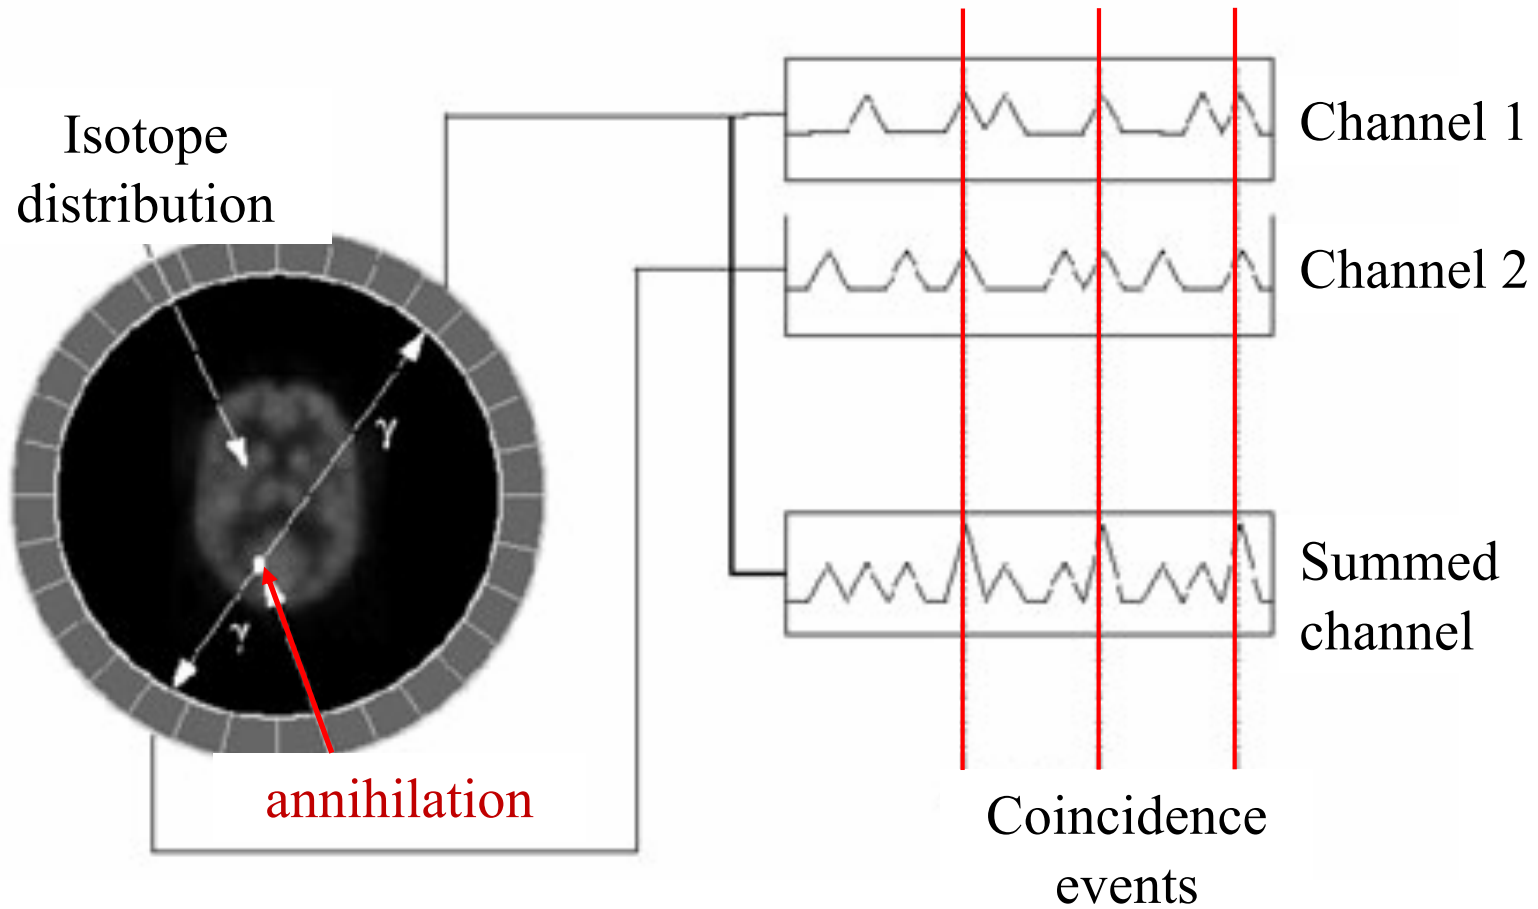 Isotope
distribution
γ
γ
annihilation
Channel 1
Channel 2
Summed
channel
Coincidence
events